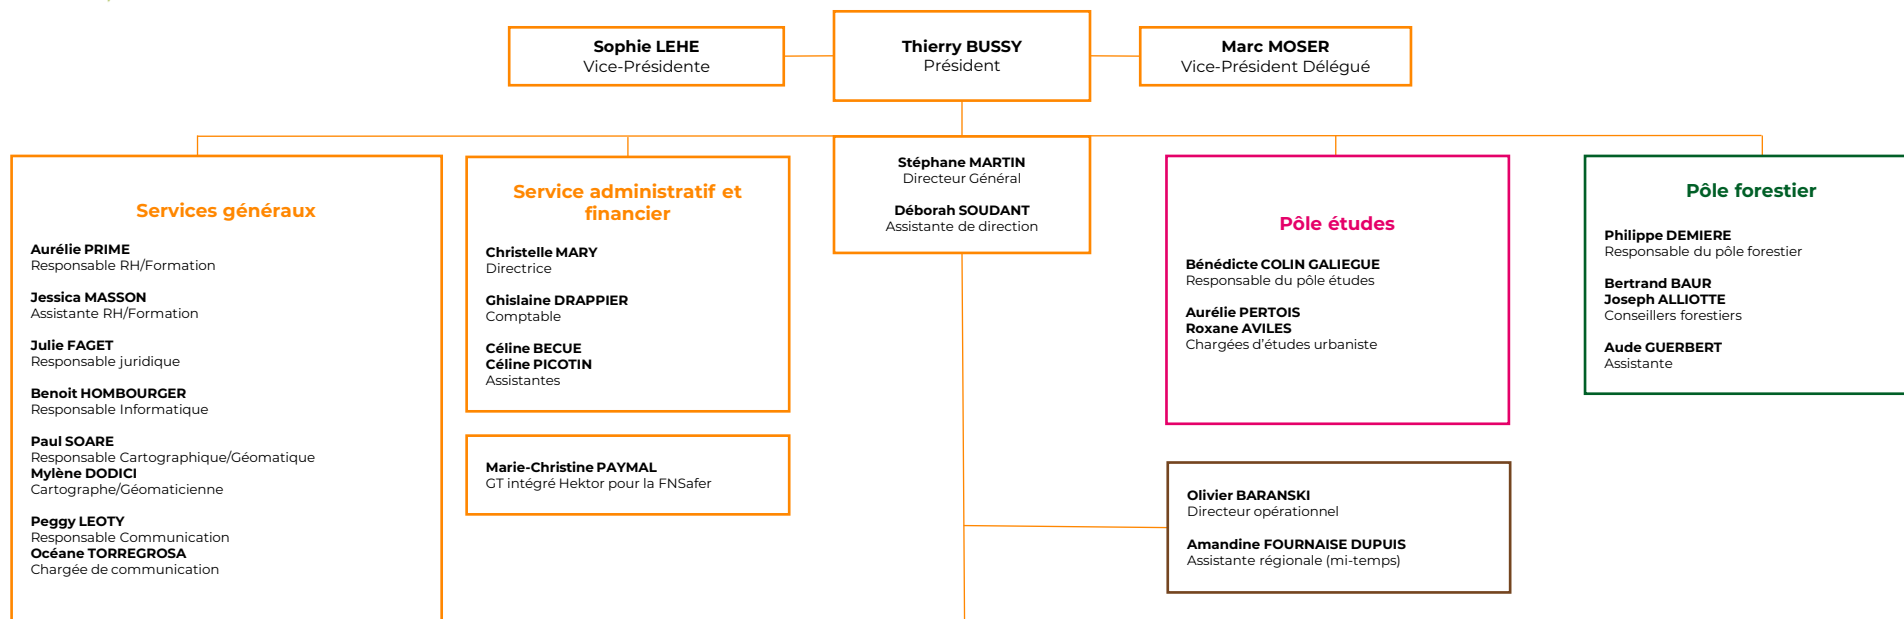 Sophie LEHE
Vice-Présidente
Thierry BUSSY
Président
Marc MOSER
Vice-Président Délégué
Services généraux
Aurélie PRIME
Responsable RH/Formation
Jessica MASSON
Assistante RH/Formation
Julie FAGET
Responsable juridique
Benoit HOMBOURGER
Responsable Informatique
Paul SOARE
Responsable Cartographique/Géomatique
Mylène DODICI
Cartographe/Géomaticienne
Peggy LEOTY
Responsable Communication
Océane TORREGROSA
Chargée de communication
Service administratif et
financier
Christelle MARY
Directrice
Ghislaine DRAPPIER
Comptable
Céline BECUE
Céline PICOTIN
Assistantes
Marie-Christine PAYMAL
GT intégré Hektor pour la FNSafer
Stéphane MARTIN
Directeur Général
Déborah SOUDANT
Assistante de direction
Pôle études
Bénédicte COLIN GALIEGUE
Responsable du pôle études
Aurélie PERTOIS
Roxane AVILES
Chargées d'études urbaniste
Olivier BARANSKI
Directeur opérationnel
Amandine FOURNAISE DUPUIS
Assistante régionale (mi-temps)
Pôle forestier
Philippe DEMIERE
Responsable du pôle forestier
Bertrand BAUR
Joseph ALLIOTTE
Conseillers forestiers
Aude GUERBERT
Assistante